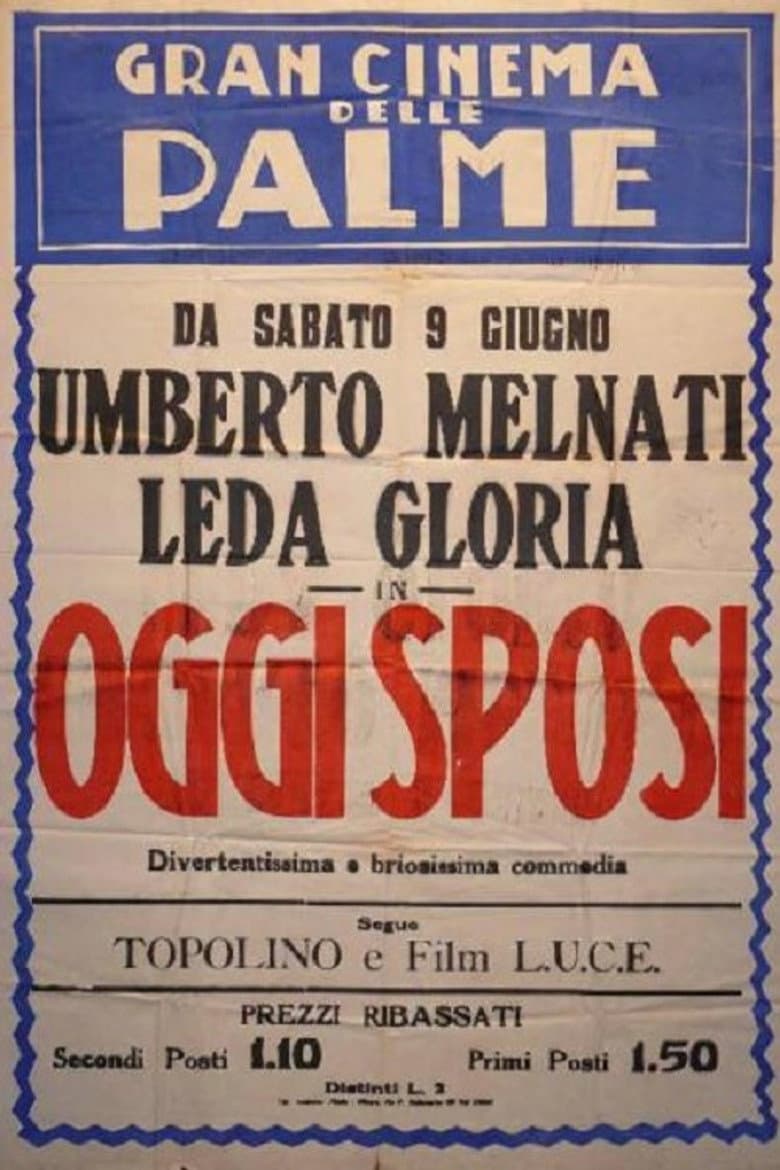 GRAN CINEMA
DELLE
PALME
DA SABATO 9 GIUGNO
UMBERTO MELNATI
LEDA GLORIA
— IN —
OGGI SPOSI
Divertentissima e briosissima commedia
Segue
TOPOLINO e Film L.U.C.E.
PREZZI RIBASSATI
Secondi Posti 1.10 Primi Posti 1.50
Distinti L. 2